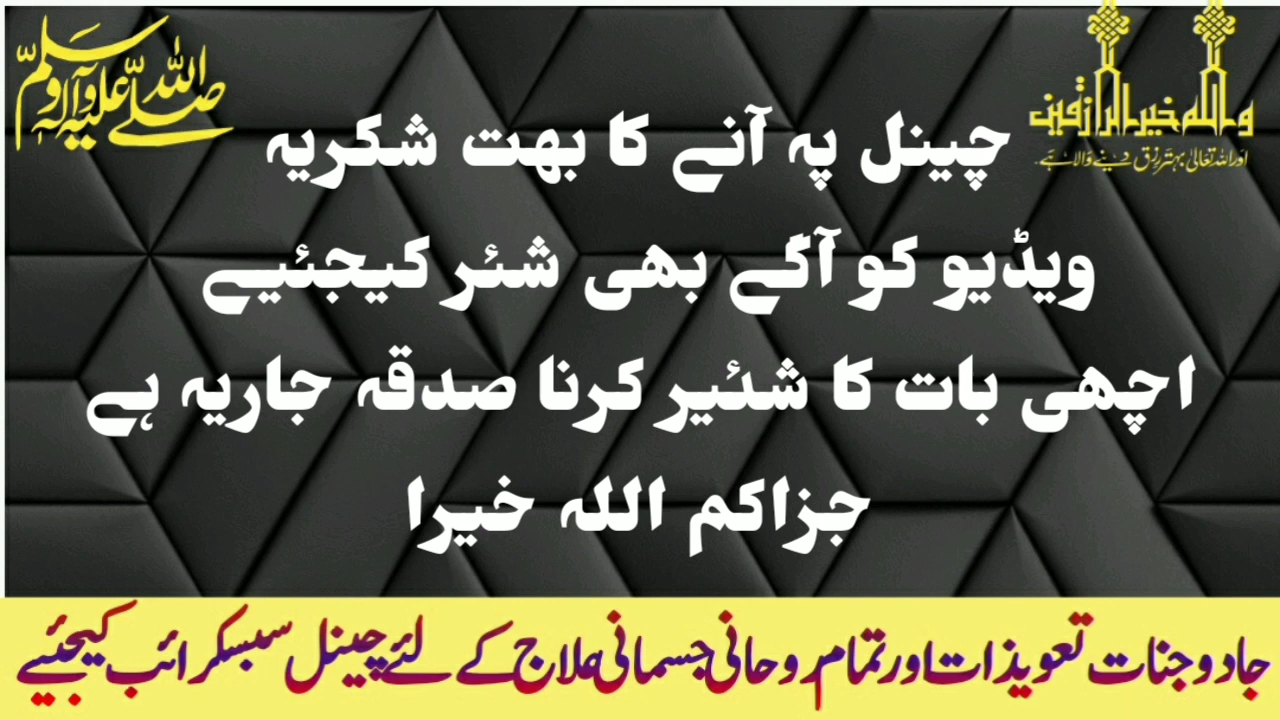 صلی اللہ علیہ وآلہ وسلم
واللہ خیر الرازقین
اور اللہ تعالیٰ بہتر رزق دینے والا ہے۔
چینل پہ آنے کا بھت شکریہ
ویڈیو کو آگے بھی شئر کیجئیے
اچھی بات کا شئیر کرنا صدقہ جاریہ ہے
جزاکم اللہ خیرا
جادو جنات تعویذات اور تمام روحانی جسمانی علاج کے لئے چینل سبسکرائب کیجئیے